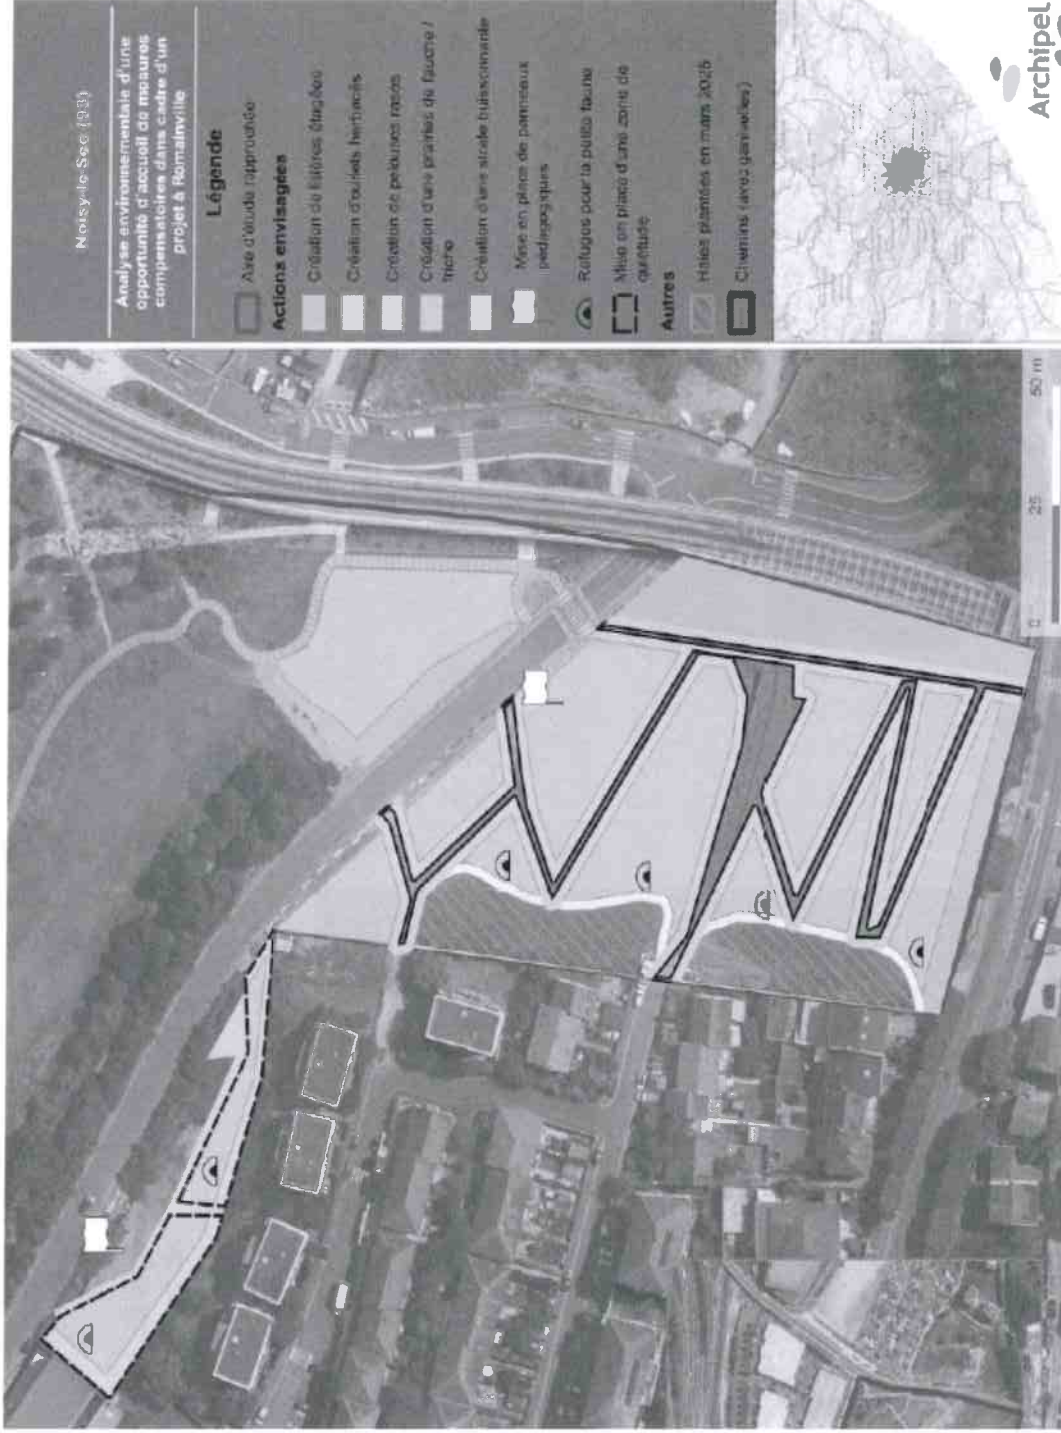 Noisy-le-Sec (93)
Analyse environnementale d'une
opportunité d'accueil de mesures
compensatoires dans cadre d'un
projet à Romainville
Légende
Aire d'étude rapprochée
Actions envisagées
Création de lisières étagées
Création d'ourlets herbacés
Création de pelouses rases
Création d'une prairies de fauche /
friche
Création d'une strate buissonnante
Mise en place de panneaux
pédagogiques
Refuges pour la petite faune
Mise en place d'une zone de
quiétude
Autres
Haies plantées en mars 2025
Chemins (avec ganivelles)
0 25 50 m
Archipel